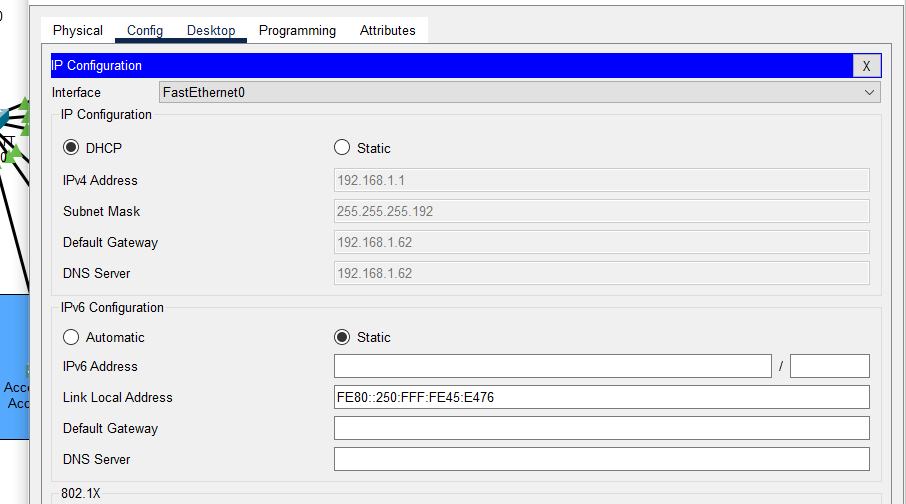 Physical Config Desktop Programming Attributes
IP Configuration X
Interface FastEthernet0
IP Configuration
DHCP Static
IPv4 Address 192.168.1.1
Subnet Mask 255.255.255.192
Default Gateway 192.168.1.62
DNS Server 192.168.1.62
IPv6 Configuration
Automatic Static
IPv6 Address /
Link Local Address FE80::250:FFF:FE45:E476
Default Gateway
DNS Server
802.1X
Acce
Acc